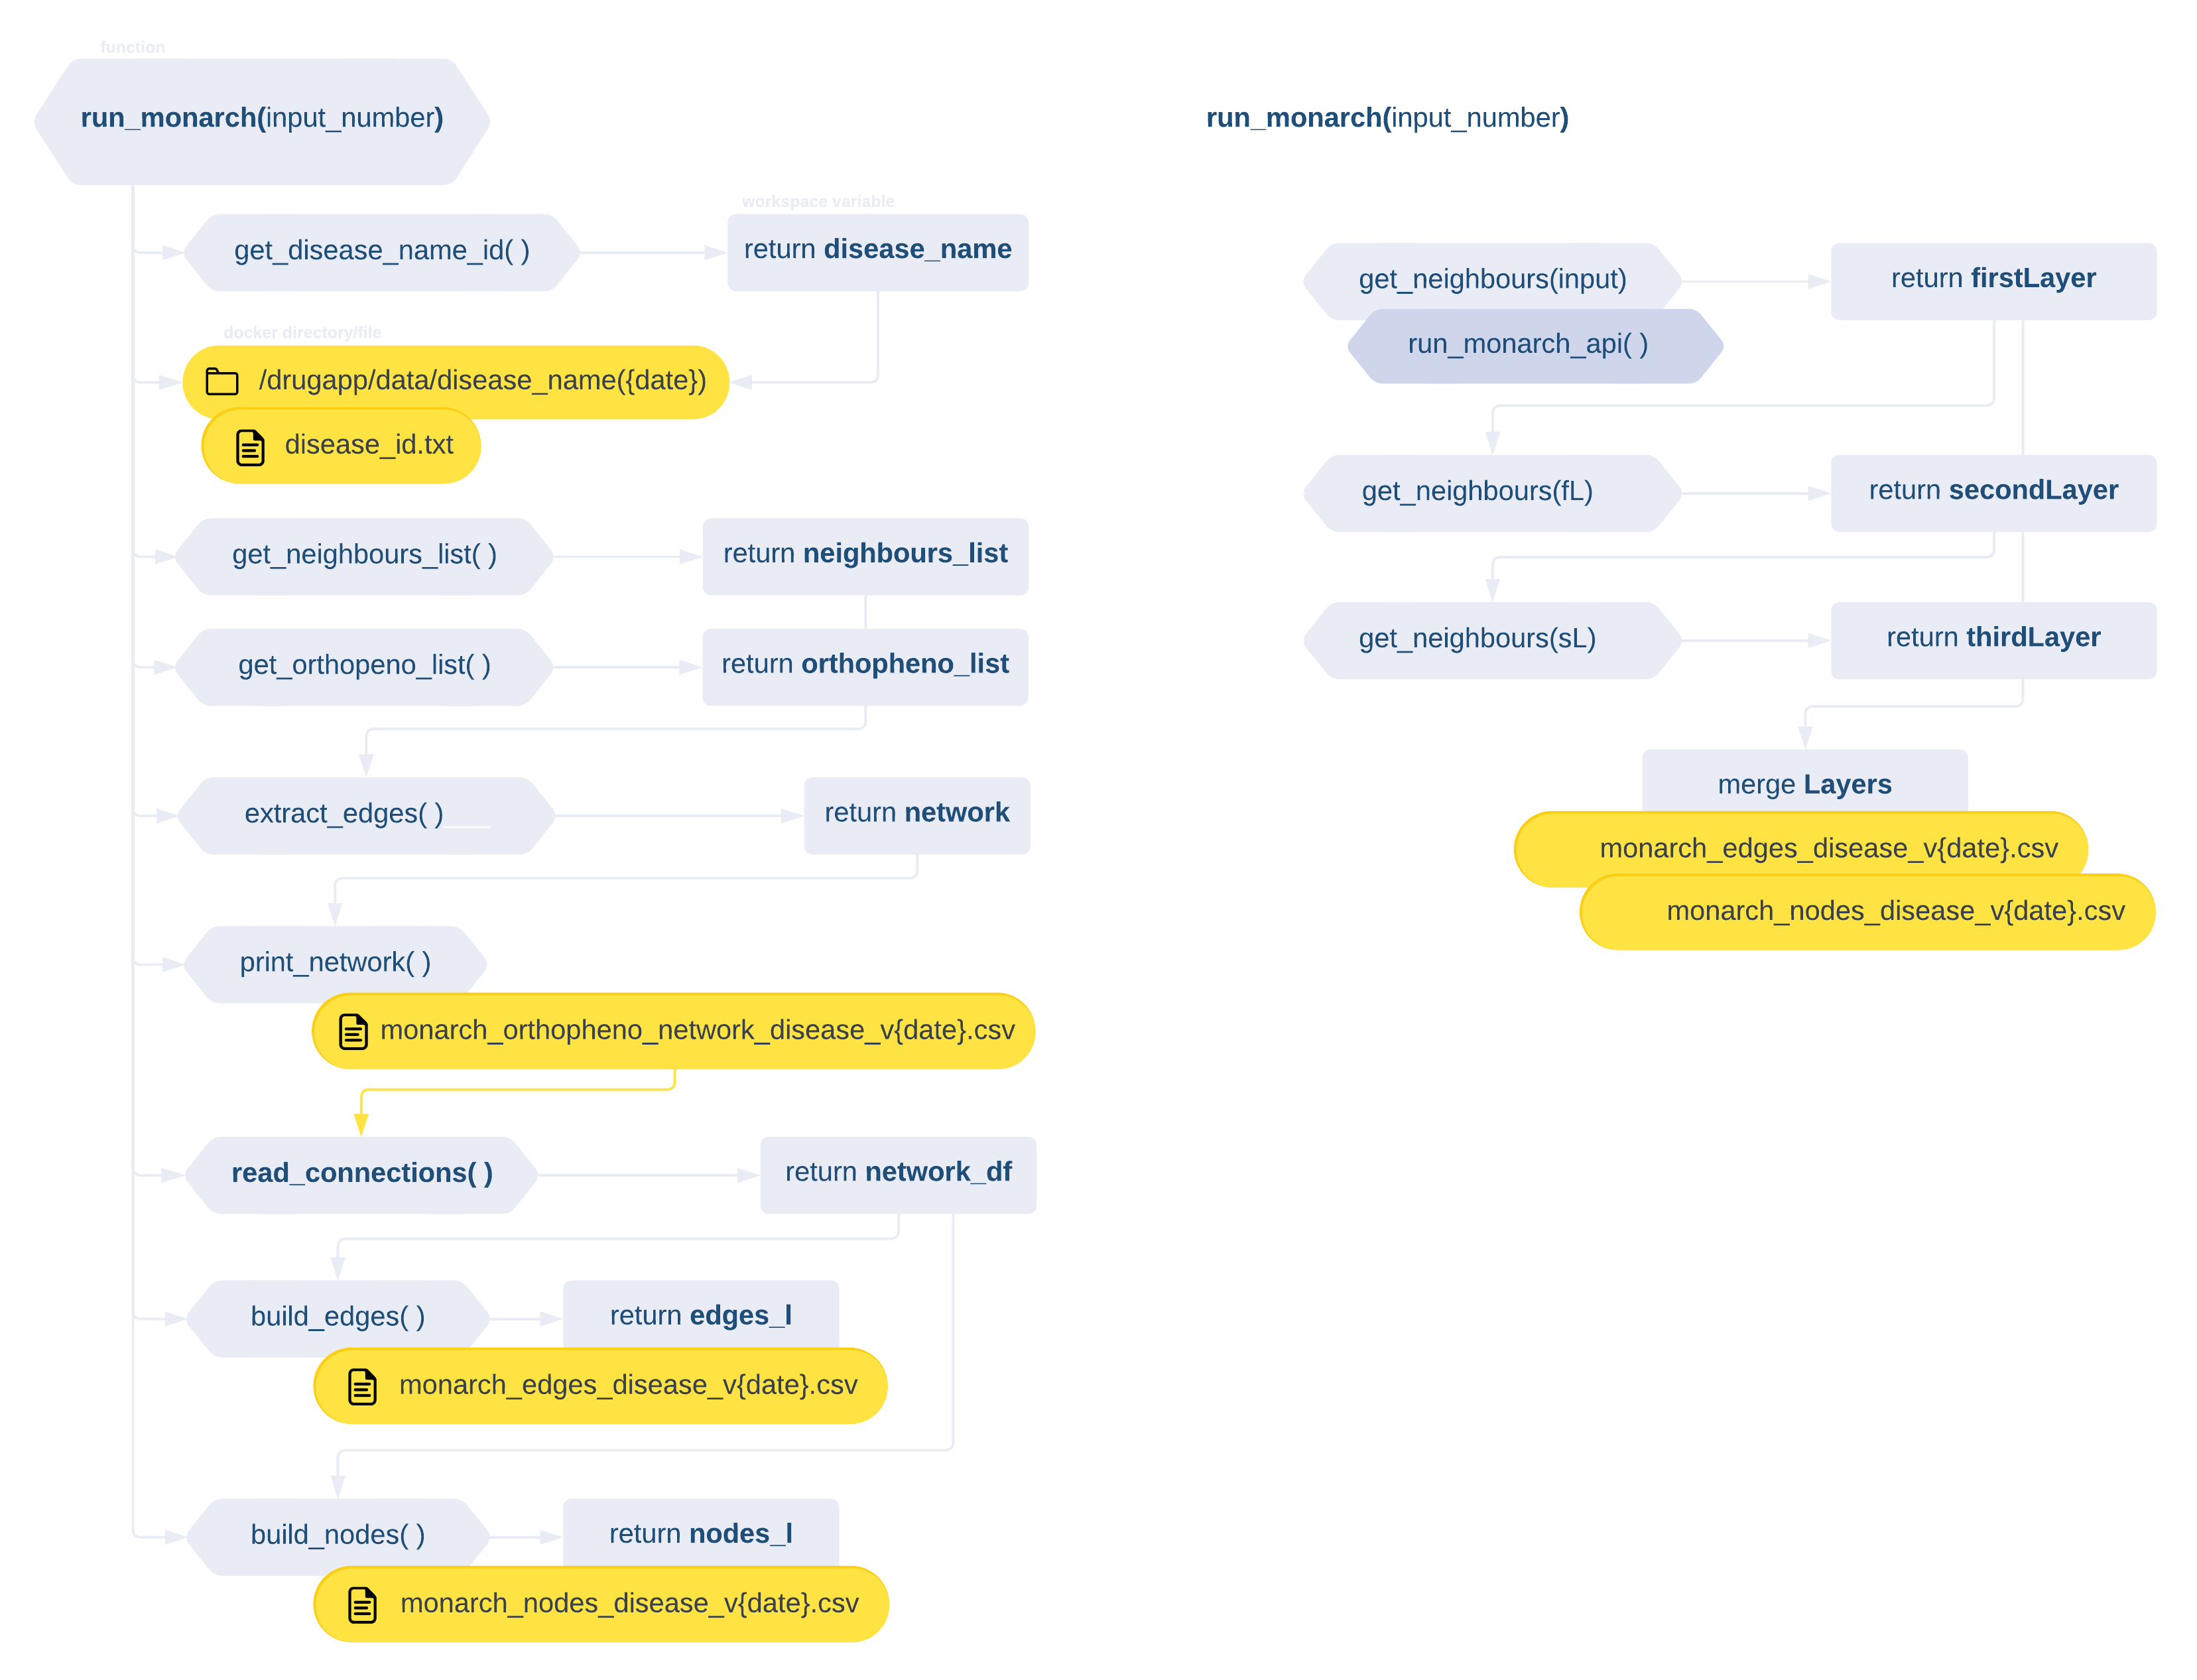 function
run_monarch(input_number)
workspace variable
get_disease_name_id( )
return disease_name
docker directory/file
/drugapp/data/disease_name({date})
disease_id.txt
get_neighbours_list( )
return neighbours_list
get_orthopeno_list( )
return orthopheno_list
extract_edges( )___
return network
print_network( )
monarch_orthopheno_network_disease_v{date}.csv
read_connections( )
return network_df
build_edges( )
return edges_l
monarch_edges_disease_v{date}.csv
build_nodes( )
return nodes_l
monarch_nodes_disease_v{date}.csv
run_monarch(input_number)
get_neighbours(input)
return firstLayer
run_monarch_api( )
get_neighbours(fL)
return secondLayer
get_neighbours(sL)
return thirdLayer
merge Layers
monarch_edges_disease_v{date}.csv
monarch_nodes_disease_v{date}.csv